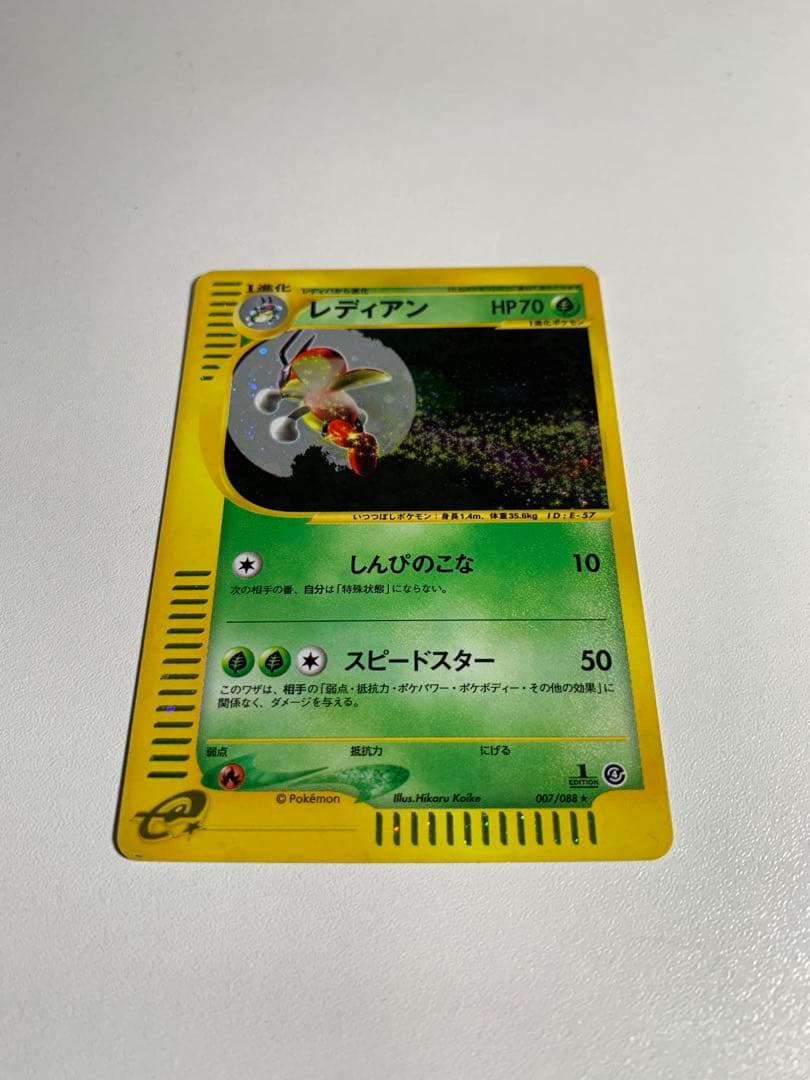 1進化 レディバから進化
レディアン HP70
1進化ポケモン
いつつぼしポケモン:身長1.4m、体重35.6kg ID:E-57
しんぴのこな 10
次の相手の番、自分は「特殊状態」にならない。
スピードスター 50
このワザは、相手の「弱点・抵抗力・ポケパワー・ポケボディー・その他の効果」に
関係なく、ダメージを与える。
弱点 抵抗力 にげる
1
EDITION
© Pokémon Illus.Hikaru Koike 007/088★
e